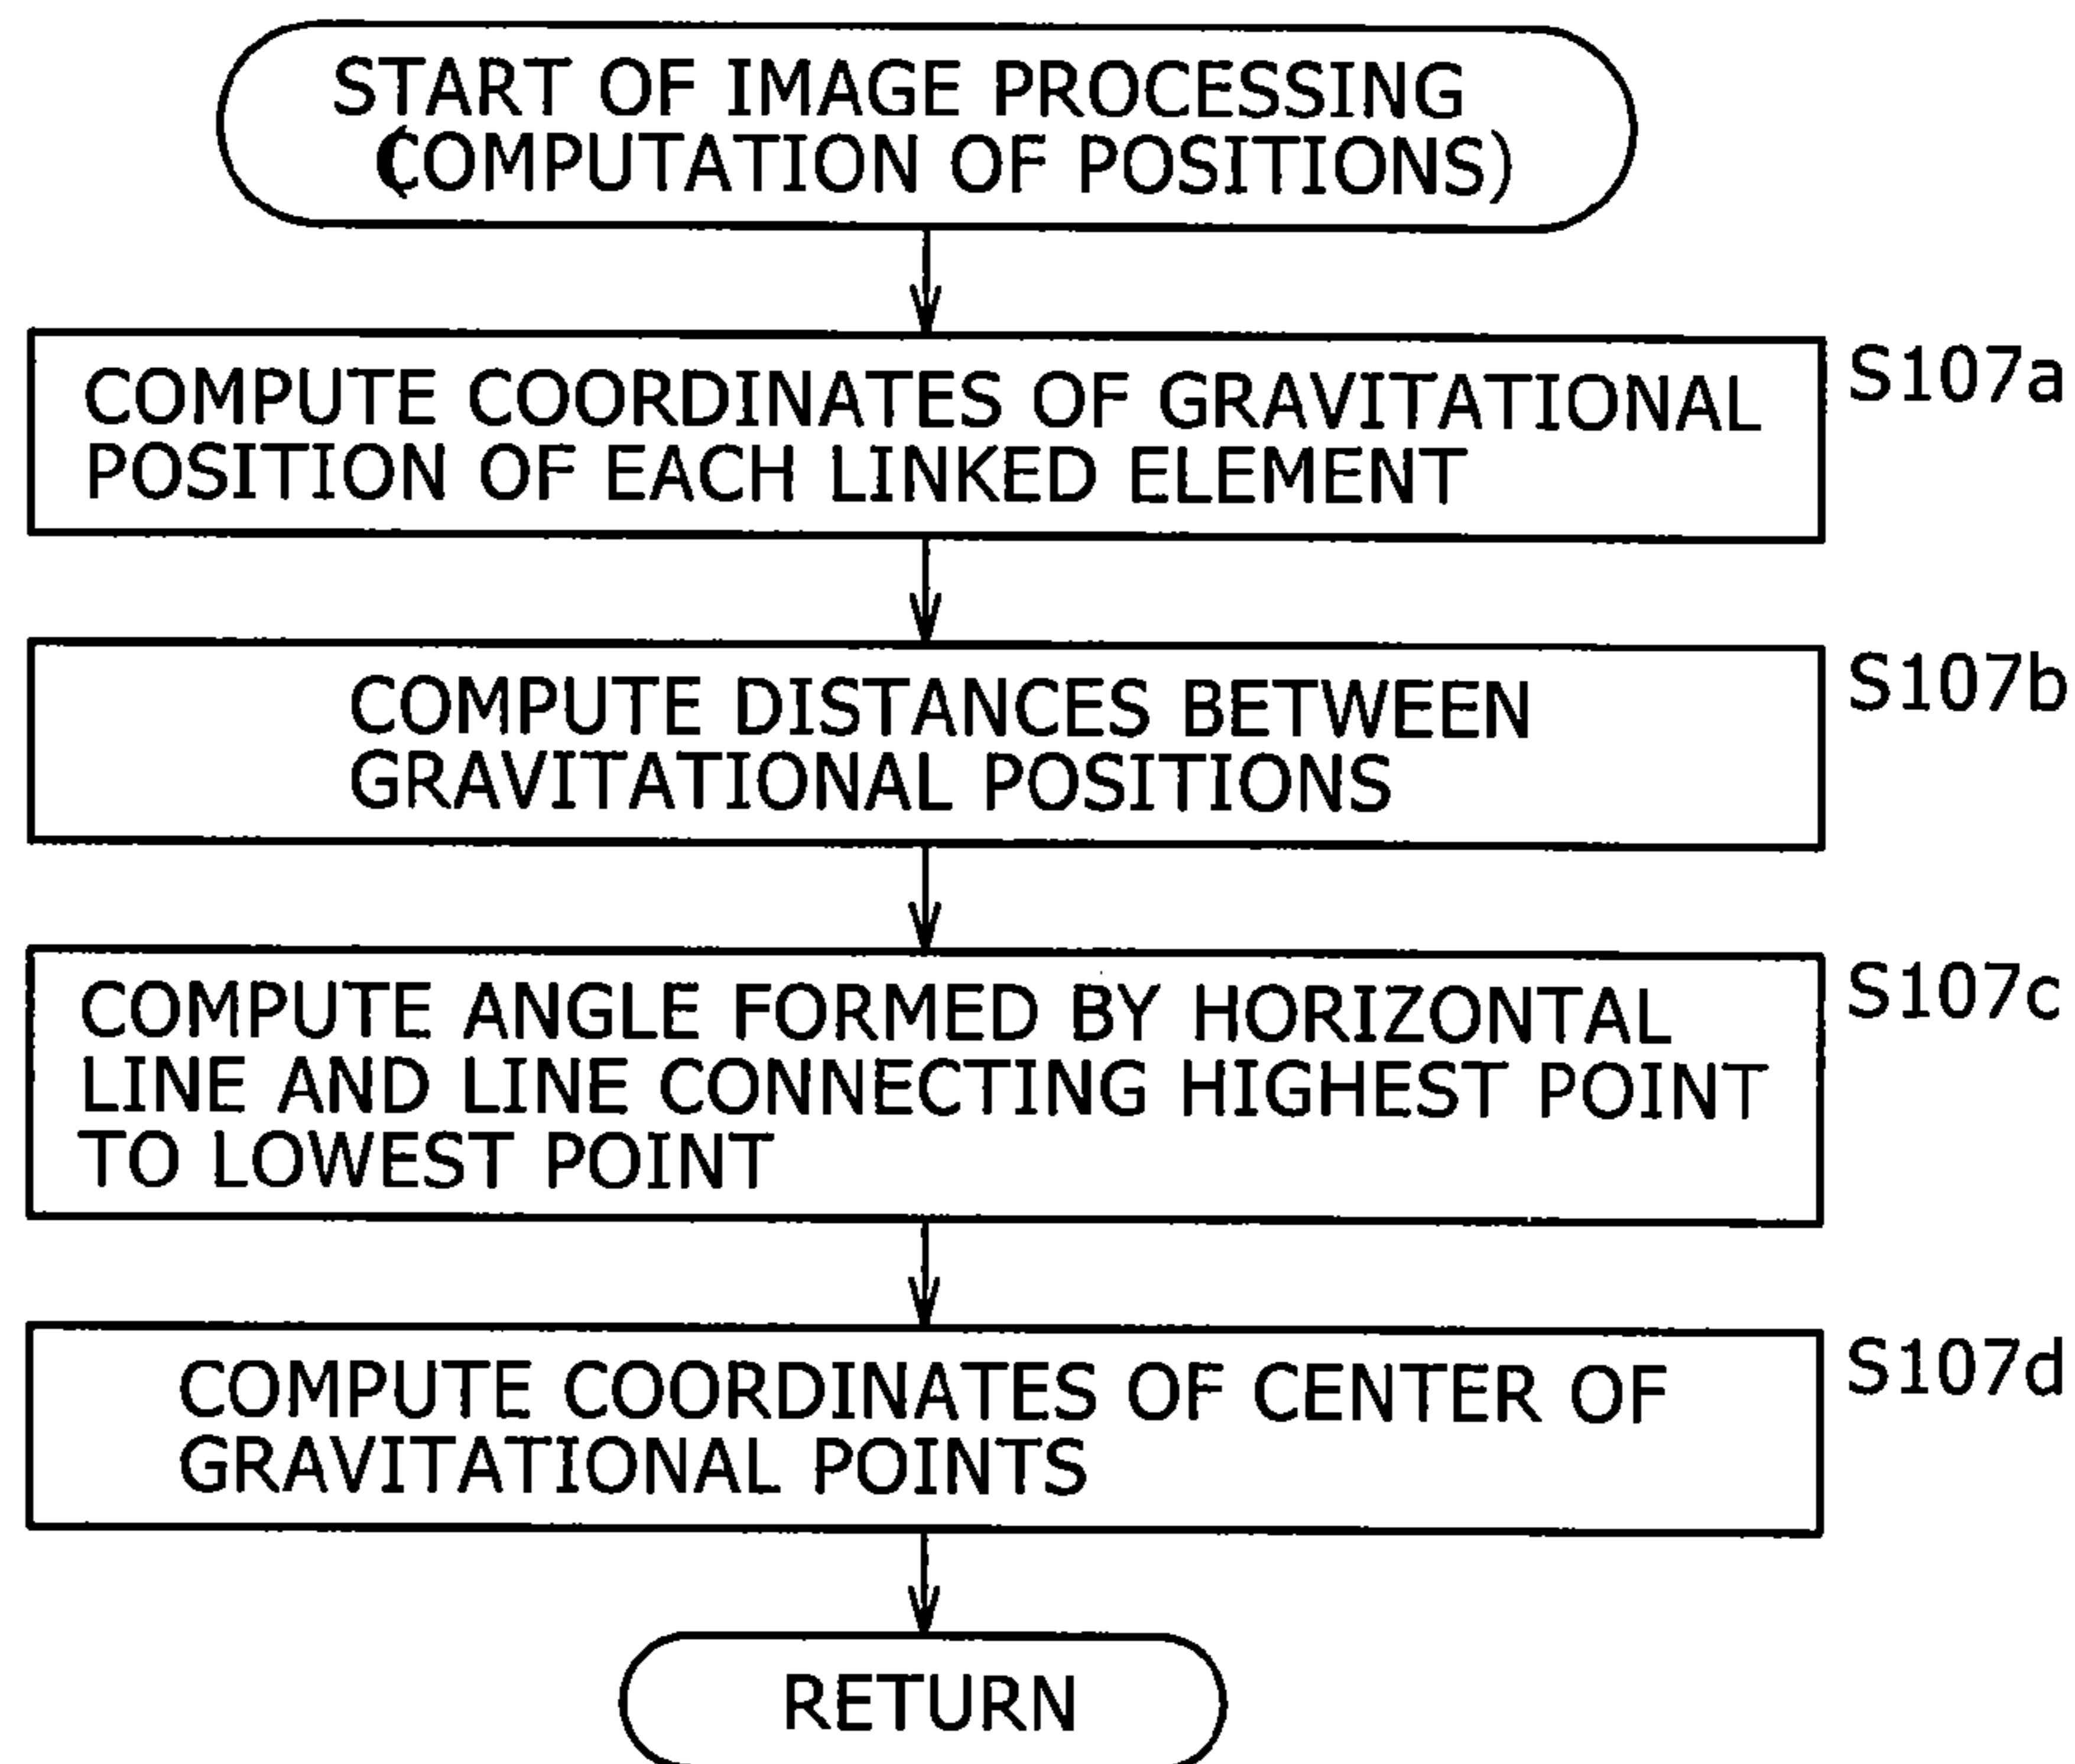 START OF IMAGE PROCESSING
(COMPUTATION OF POSITIONS)
COMPUTE COORDINATES OF GRAVITATIONAL
POSITION OF EACH LINKED ELEMENT
S107a
COMPUTE DISTANCES BETWEEN
GRAVITATIONAL POSITIONS
S107b
COMPUTE ANGLE FORMED BY HORIZONTAL
LINE AND LINE CONNECTING HIGHEST POINT
TO LOWEST POINT
S107c
COMPUTE COORDINATES OF CENTER OF
GRAVITATIONAL POINTS
S107d
RETURN